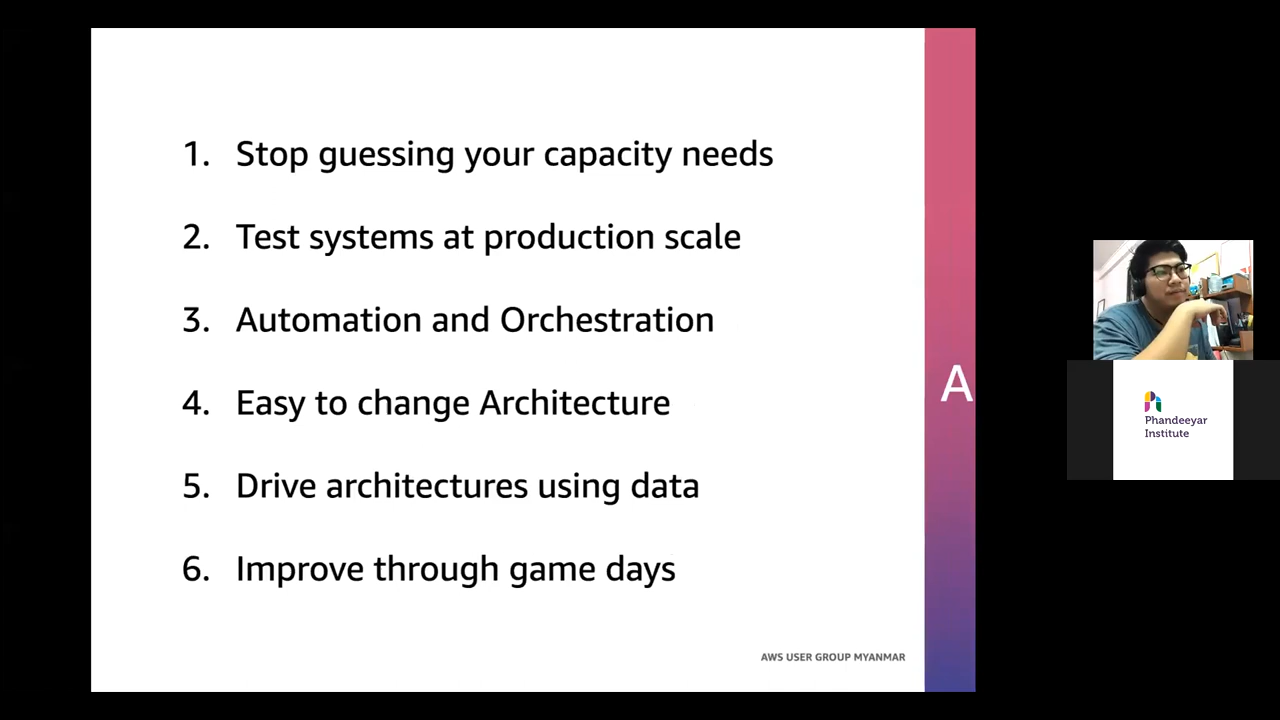 1. Stop guessing your capacity needs
2. Test systems at production scale
3. Automation and Orchestration
4. Easy to change Architecture
5. Drive architectures using data
6. Improve through game days
AWS USER GROUP MYANMAR
A
Phandeeyar
Institute